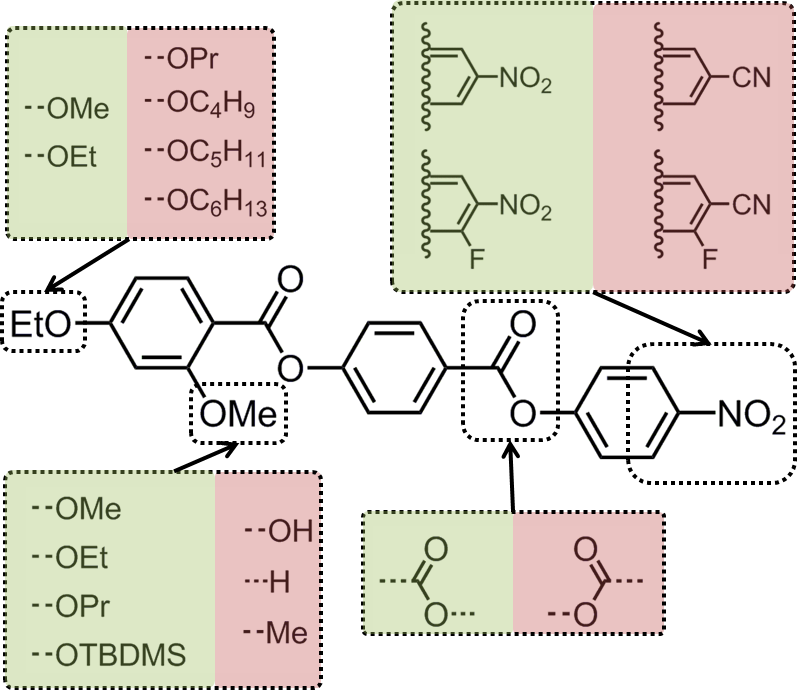 --OMe
--OEt
--OPr
--OC4H9
--OC5H11
--OC6H13
NO2
CN
NO2
F
CN
F
EtO
O
O
OMe
O
O
NO2
--OMe
--OEt
--OPr
--OTBDMS
--OH
---H
--Me
O
O
O
O